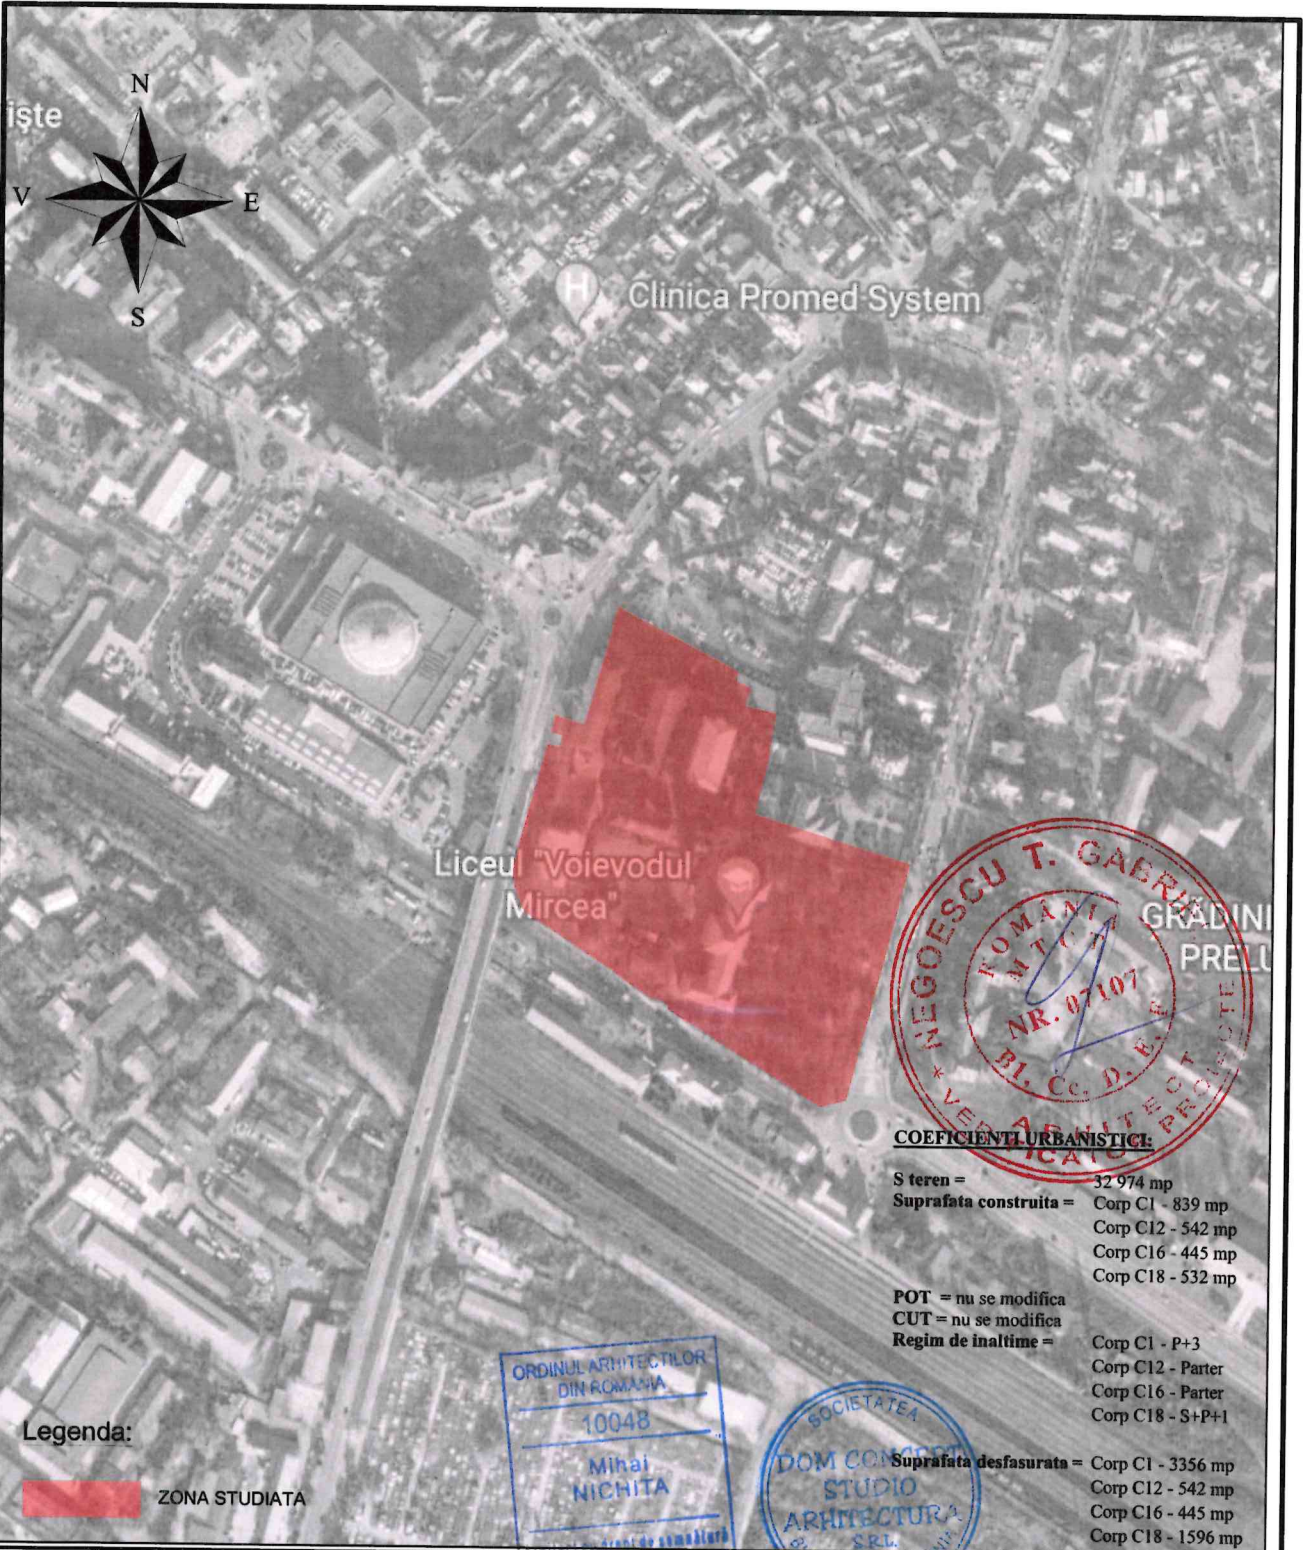 N
işte
V
E
S
Clinica Promed System
Liceul "Voievodul
Mircea"
GRĂDINI
PRELU
NEGOESCU T. GABRI
ROMÂNIA
M T C T
NR. 07107
B1, Cc, D, E, F
ARHITECT
* VERIFICATOR PROIECTE
COEFICIENTI URBANISTICI:
S teren = 32 974 mp
Suprafata construita = Corp C1 - 839 mp
Corp C12 - 542 mp
Corp C16 - 445 mp
Corp C18 - 532 mp
POT = nu se modifica
CUT = nu se modifica
Regim de inaltime = Corp C1 - P+3
Corp C12 - Parter
Corp C16 - Parter
Corp C18 - S+P+1
Suprafata desfasurata = Corp C1 - 3356 mp
Corp C12 - 542 mp
Corp C16 - 445 mp
Corp C18 - 1596 mp
ORDINUL ARHITECTILOR
DIN ROMANIA
10048
Mihai
NICHITA
drept de semnătură
SOCIETATEA
DOM CONCEPT
STUDIO
ARHITECTURA
S.R.L.
Legenda:
ZONA STUDIATA